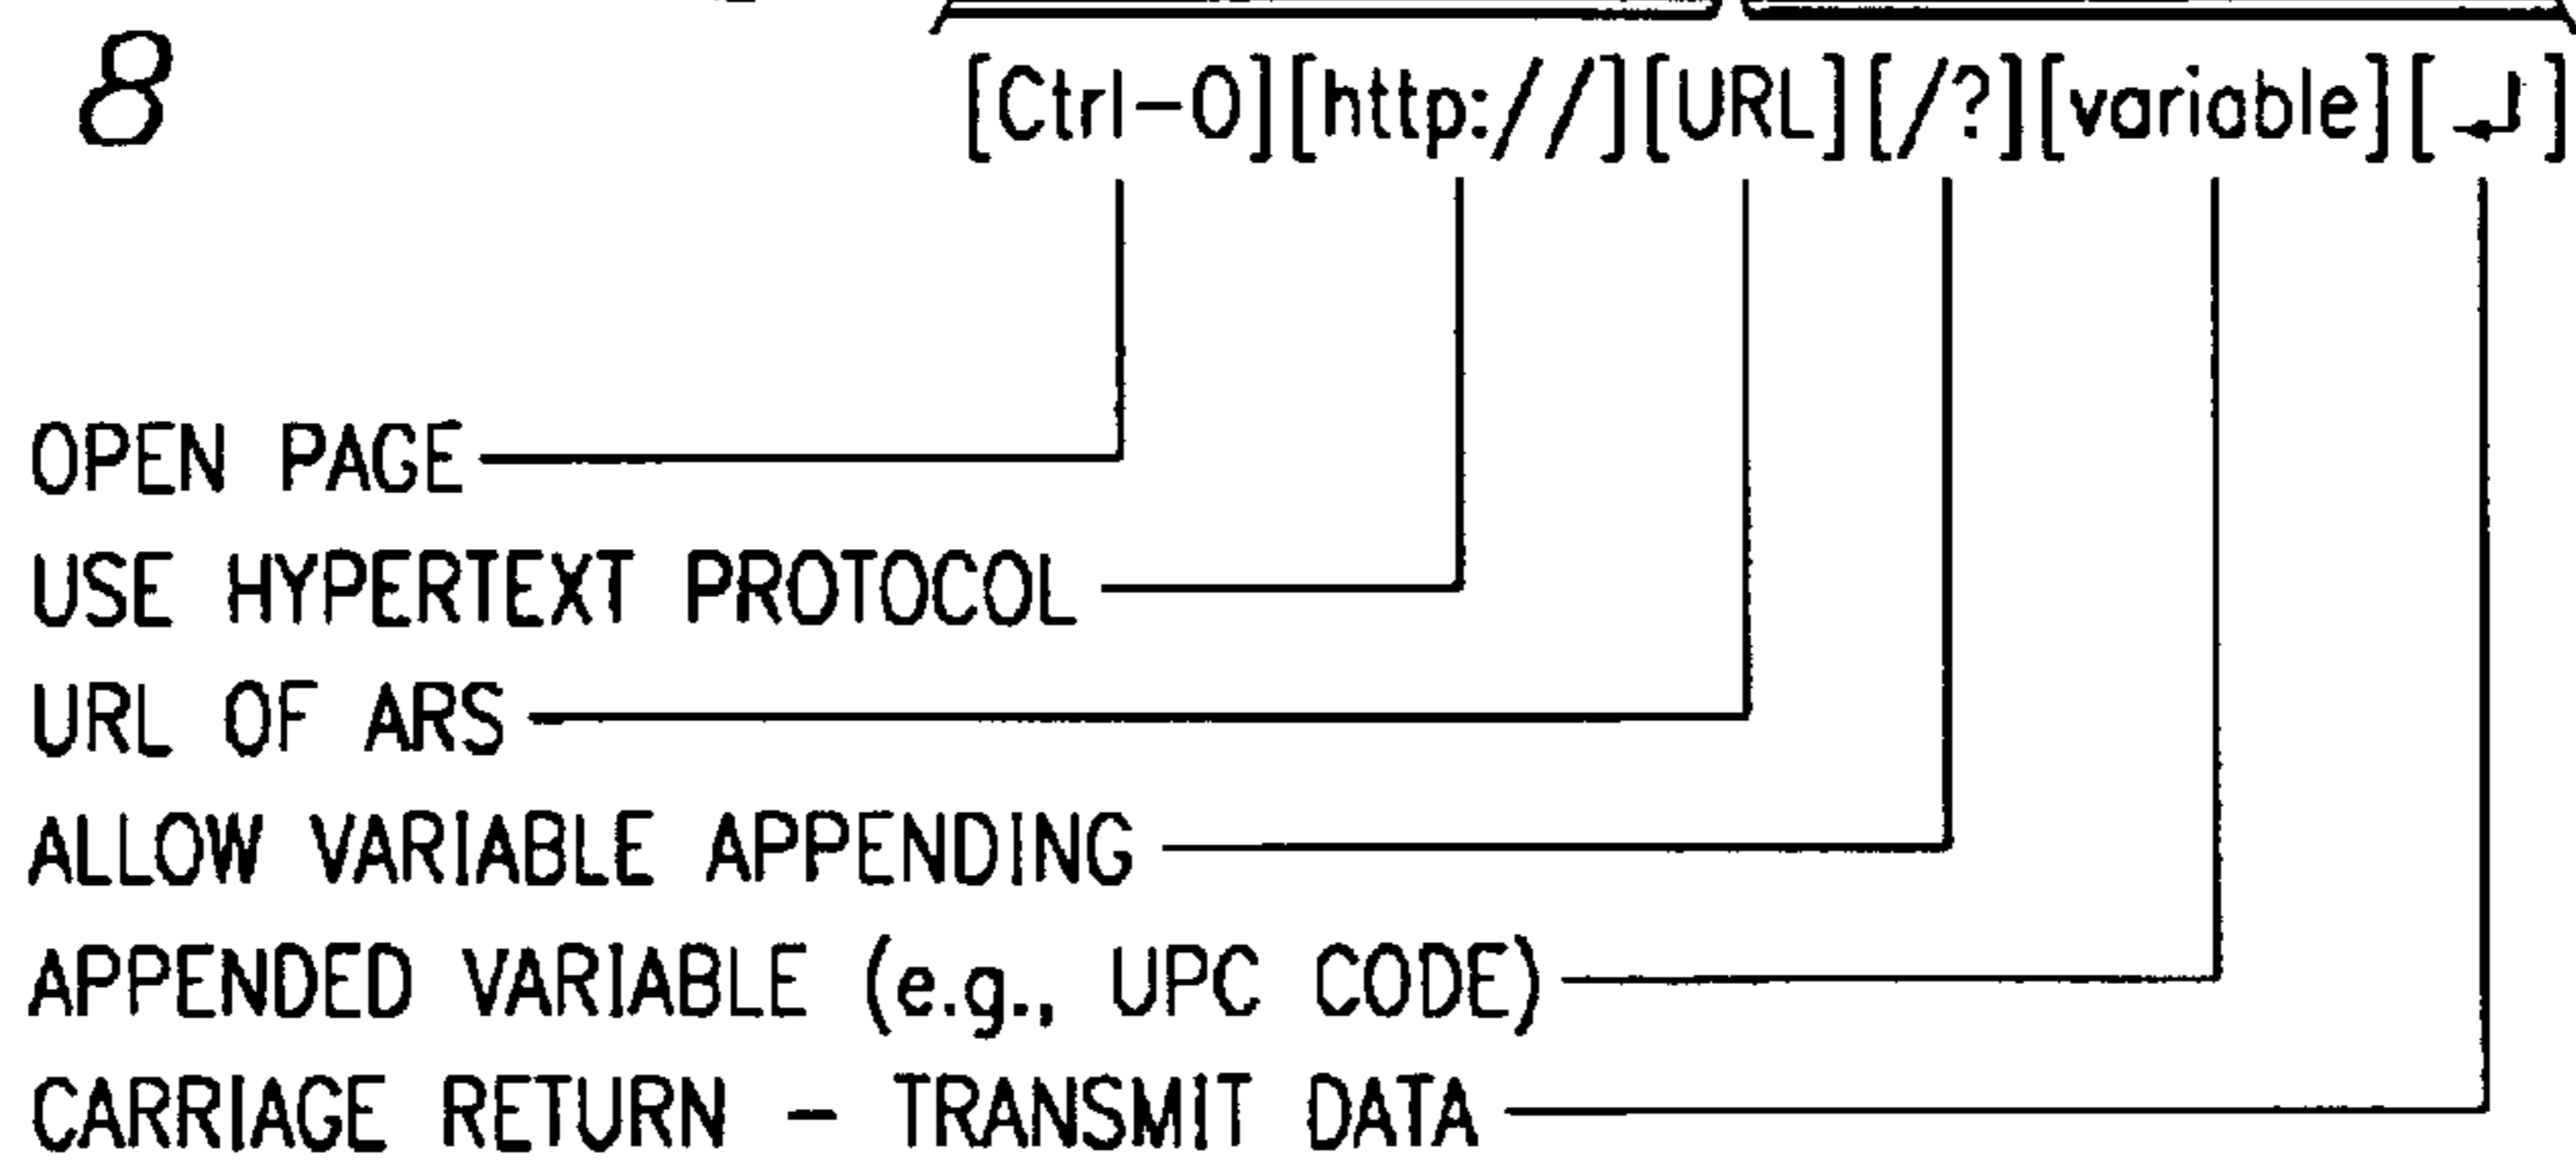 8
[Ctrl-O][http://][URL][/?][variable][↵]
OPEN PAGE
USE HYPERTEXT PROTOCOL
URL OF ARS
ALLOW VARIABLE APPENDING
APPENDED VARIABLE (e.g., UPC CODE)
CARRIAGE RETURN - TRANSMIT DATA